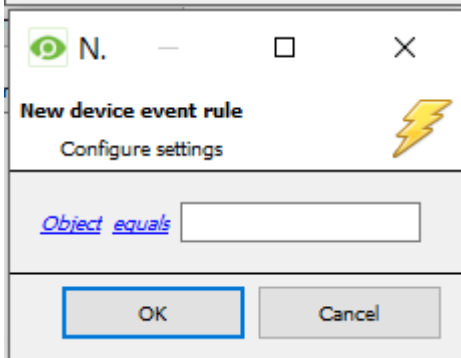 N.
New device event rule
Configure settings
Object equals
OK Cancel